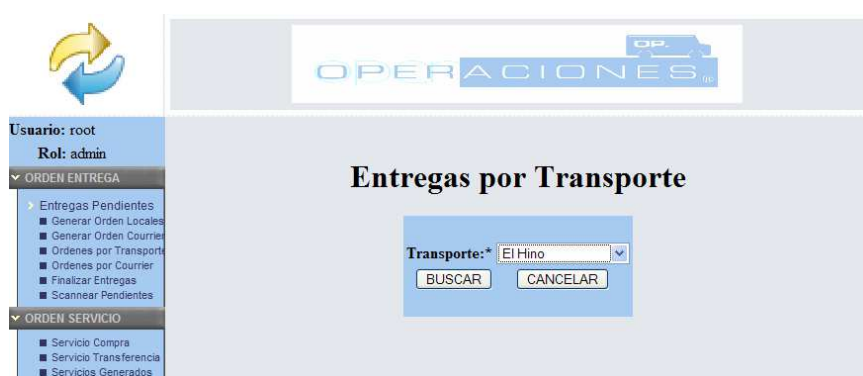 OP.
OPERACIONES
Usuario: root
Rol: admin
ORDEN ENTREGA
Entregas Pendientes
Generar Orden Locales
Generar Orden Courrier
Ordenes por Transporte
Ordenes por Courrier
Finalizar Entregas
Scannear Pendientes
ORDEN SERVICIO
Servicio Compra
Servicio Transferencia
Servicios Generados
Entregas por Transporte
Transporte:* El Hino
BUSCAR CANCELAR